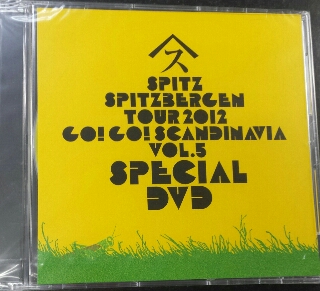 ス
SPITZ
SPITZBERGEN
TOUR 2012
GO! GO! SCANDINAVIA
VOL.5
SPECIAL
DVD